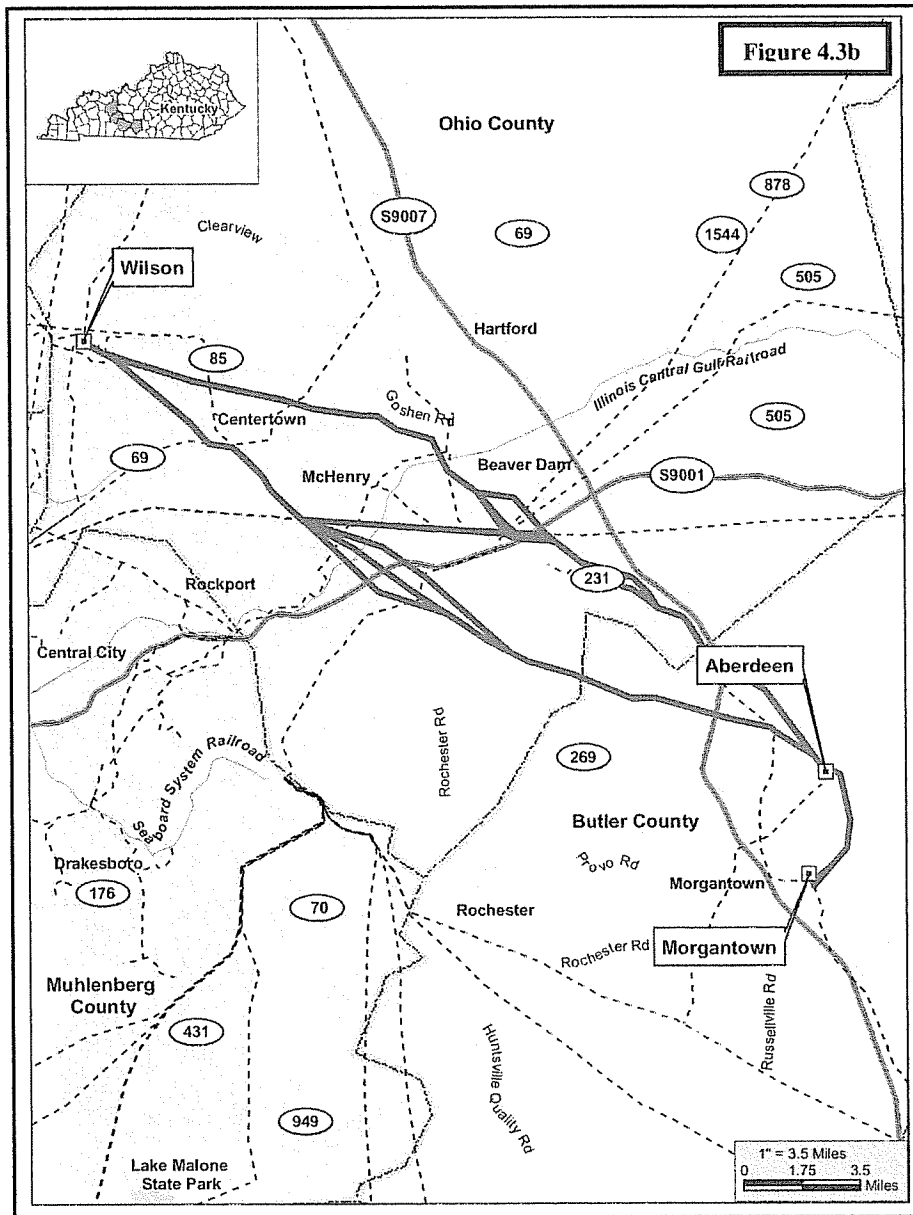 Figure 4.3b
Kentucky
Ohio County
878
S9007
69
1544
Clearview
Wilson
505
Hartford
85
Illinois Central Gulf Railroad
Goshen Rd
Centertown
505
69
McHenry
Beaver Dam
S9001
Rockport
231
Central City
Aberdeen
Rochester Rd
269
Seaboard System Railroad
Butler County
Provo Rd
Drakesboro
176
Morgantown
70
Rochester
Rochester Rd
Morgantown
Muhlenberg
County
Russellville Rd
431
Huntsville Quality Rd
949
Lake Malone
State Park
1" = 3.5 Miles
0 1.75 3.5
Miles